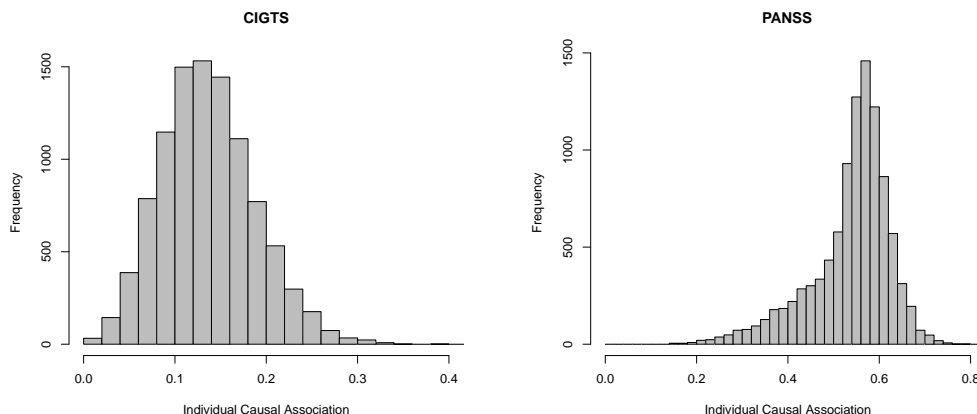 CIGTS
Frequency
1500
1000
500
0
0.0 0.1 0.2 0.3 0.4
Individual Causal Association
PANSS
Frequency
1500
1000
500
0
0.0 0.2 0.4 0.6 0.8
Individual Causal Association